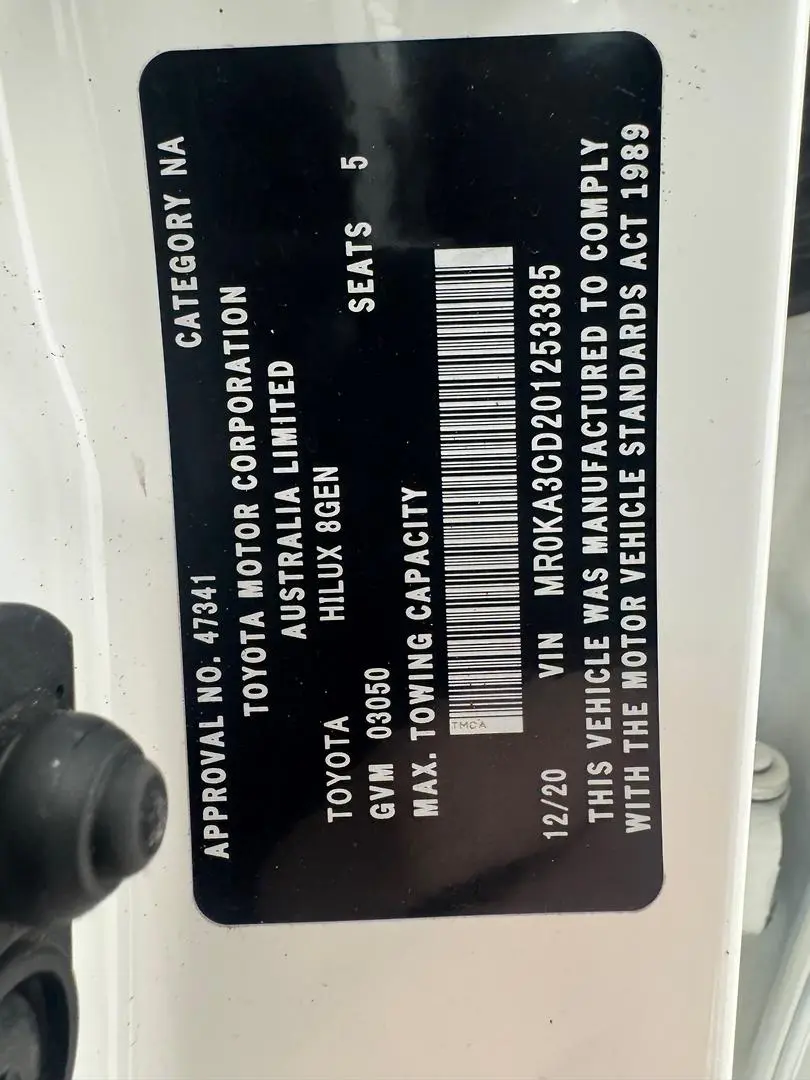 APPROVAL NO. 47341 CATEGORY NA
TOYOTA MOTOR CORPORATION
AUSTRALIA LIMITED
TOYOTA HILUX 8GEN
GVM 03050 SEATS 5
MAX. TOWING CAPACITY
TMCA
12/20 VIN MR0KA3CD201253385
THIS VEHICLE WAS MANUFACTURED TO COMPLY
WITH THE MOTOR VEHICLE STANDARDS ACT 1989